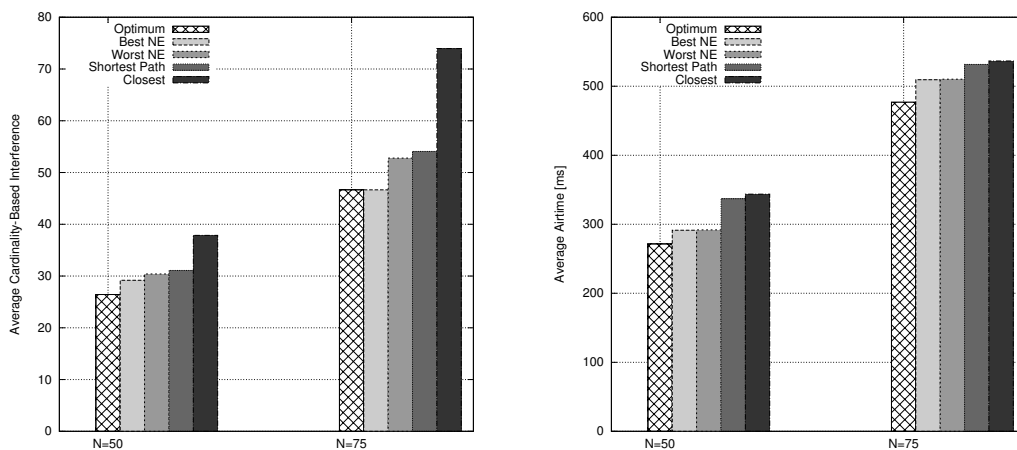 80
70
60
50
40
30
20
10
0
Average Cardinality-Based Interference
Optimum
Best NE
Worst NE
Shortest Path
Closest
N=50
N=75
600
500
400
300
200
100
0
Average Airtime [ms]
Optimum
Best NE
Worst NE
Shortest Path
Closest
N=50
N=75